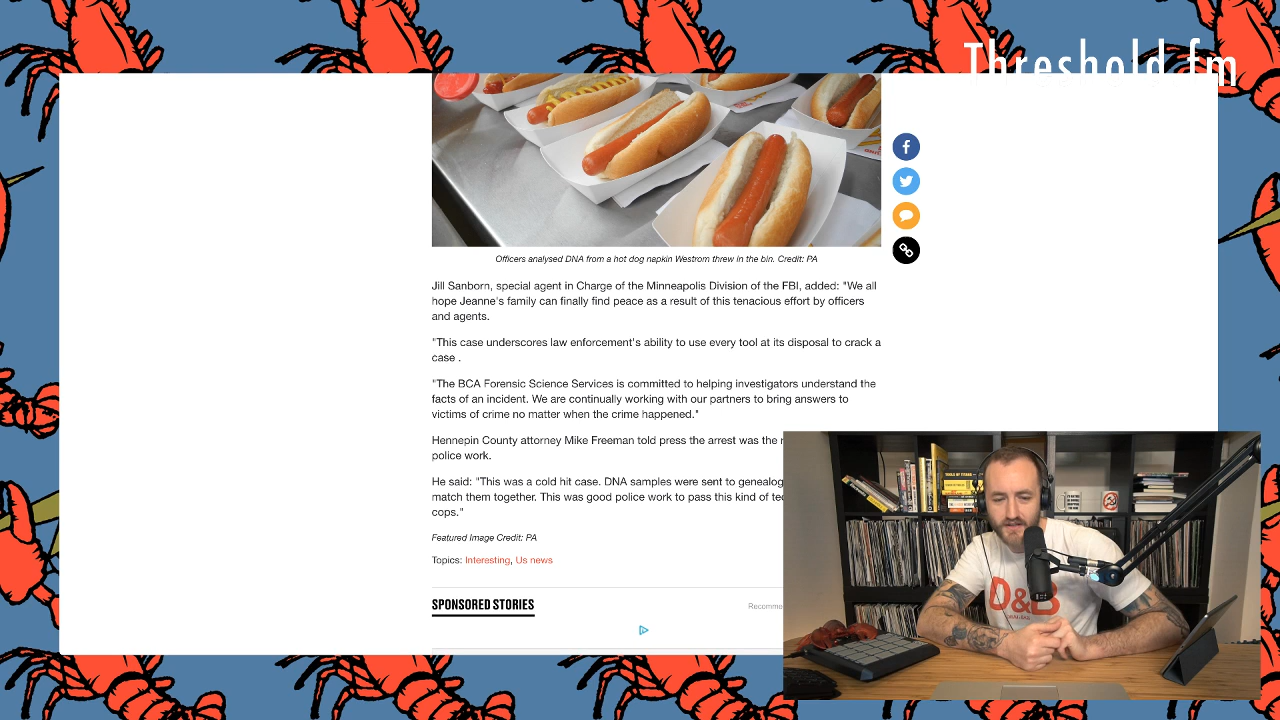 Threshold fm
Officers analysed DNA from a hot dog napkin Westrom threw in the bin. Credit: PA
Jill Sanborn, special agent in Charge of the Minneapolis Division of the FBI, added: "We all
hope Jeanne's family can finally find peace as a result of this tenacious effort by officers
and agents.
"This case underscores law enforcement's ability to use every tool at its disposal to crack a
case .
"The BCA Forensic Science Services is committed to helping investigators understand the
facts of an incident. We are continually working with our partners to bring answers to
victims of crime no matter when the crime happened."
Hennepin County attorney Mike Freeman told press the arrest was the
police work.
He said: "This was a cold hit case. DNA samples were sent to
match them together. This was good police work to pass this kind of
cops."
Featured Image Credit: PA
Topics: Interesting, Us news
SPONSORED STORIES
D&B